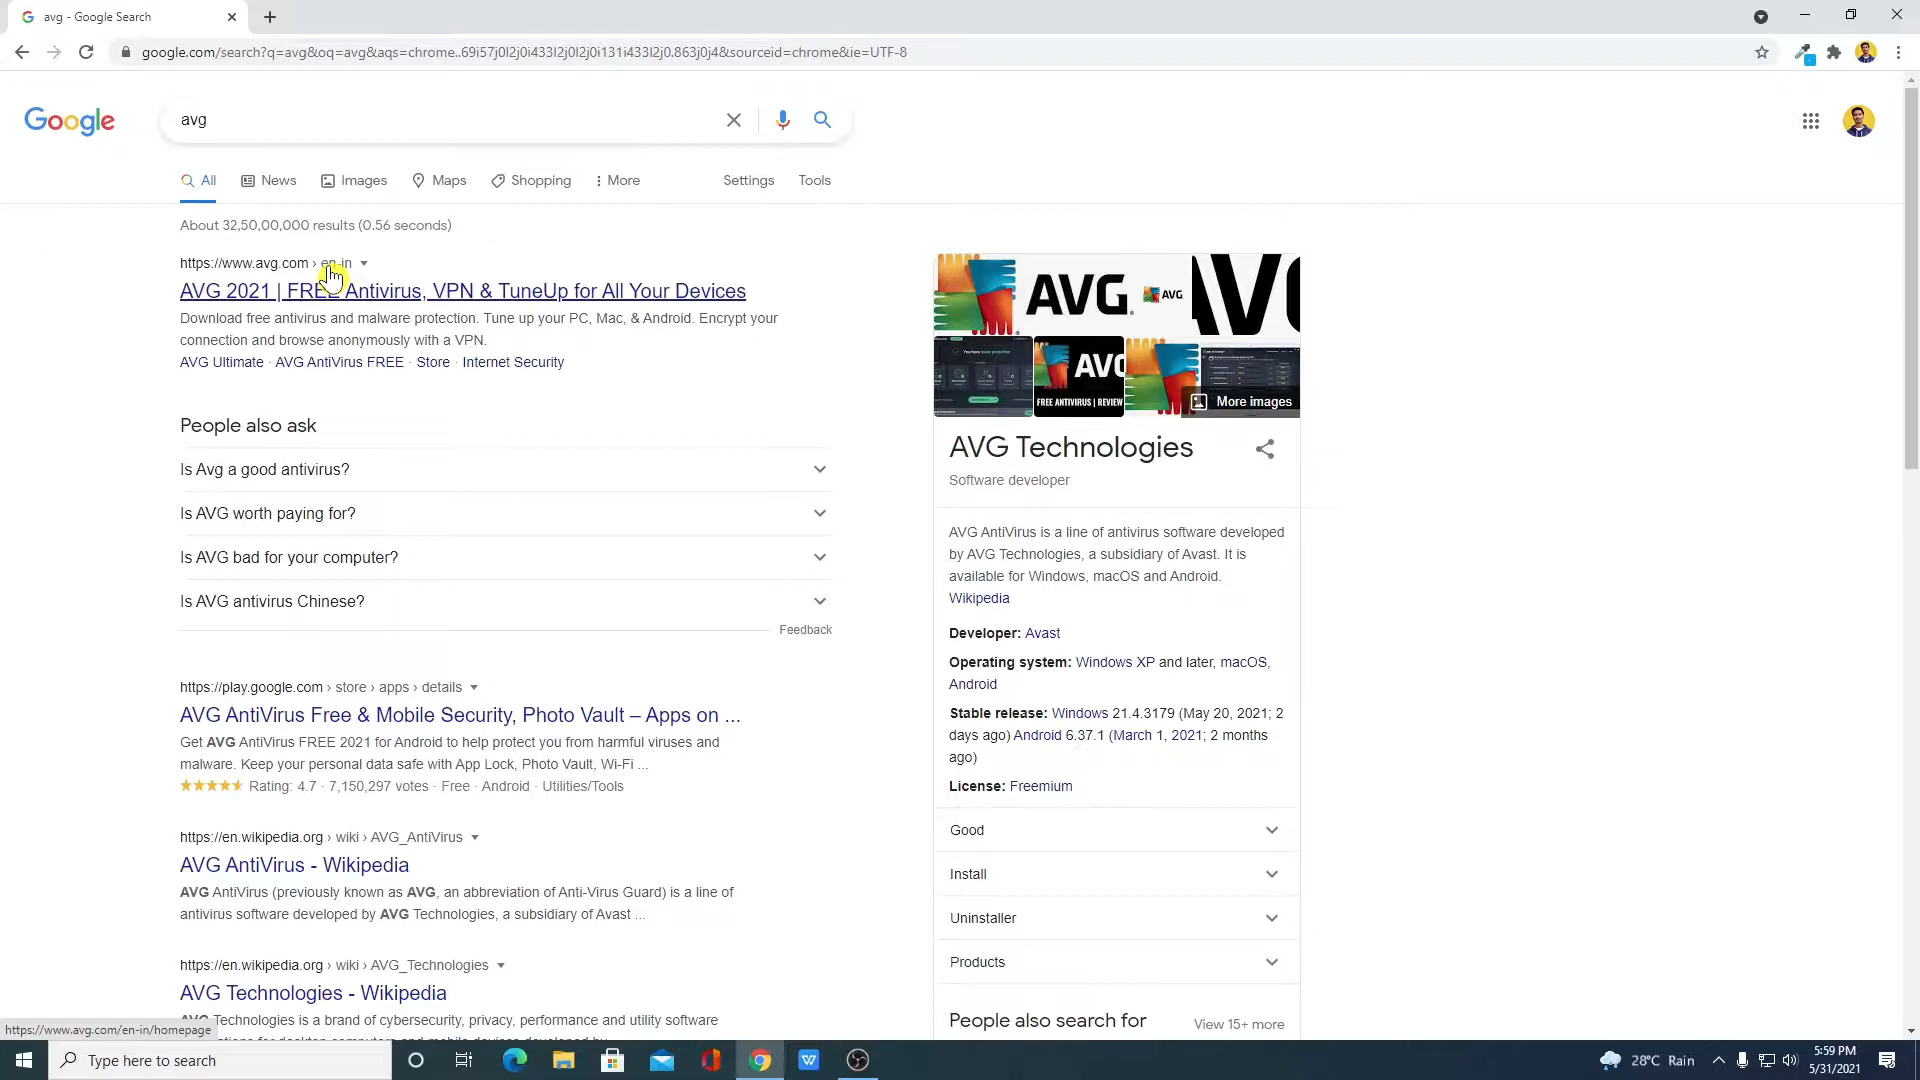 avg - Google Search
google.com/search?q=avg&oq=avg&aqs=chrome..69i57j0l2j0i433l2j0l2j0i131i433l2j0.863j0j4&sourceid=chrome&ie=UTF-8
Google
avg
All
News
Images
Maps
Shopping
More
Settings
Tools
About 32,50,00,000 results (0.56 seconds)
https://www.avg.com › en-in
AVG 2021 | FREE Antivirus, VPN & TuneUp for All Your Devices
Download free antivirus and malware protection. Tune up your PC, Mac, & Android. Encrypt your
connection and browse anonymously with a VPN.
AVG Ultimate · AVG AntiVirus FREE · Store · Internet Security
People also ask
Is Avg a good antivirus?
Is AVG worth paying for?
Is AVG bad for your computer?
Is AVG antivirus Chinese?
Feedback
https://play.google.com › store › apps › details
AVG AntiVirus Free & Mobile Security, Photo Vault – Apps on ...
Get AVG AntiVirus FREE 2021 for Android to help protect you from harmful viruses and
malware. Keep your personal data safe with App Lock, Photo Vault, Wi-Fi ...
Rating: 4.7 · 7,150,297 votes · Free · Android · Utilities/Tools
https://en.wikipedia.org › wiki › AVG_AntiVirus
AVG AntiVirus - Wikipedia
AVG AntiVirus (previously known as AVG, an abbreviation of Anti-Virus Guard) is a line of
antivirus software developed by AVG Technologies, a subsidiary of Avast ...
https://en.wikipedia.org › wiki › AVG_Technologies
AVG Technologies - Wikipedia
AVG Technologies is a brand of cybersecurity, privacy, performance and utility software
https://www.avg.com/en-in/homepage
AVG
AVG
AV
AVG
FREE ANTIVIRUS | REVIEW
More images
AVG Technologies
Software developer
AVG AntiVirus is a line of antivirus software developed
by AVG Technologies, a subsidiary of Avast. It is
available for Windows, macOS and Android.
Wikipedia
Developer: Avast
Operating system: Windows XP and later, macOS,
Android
Stable release: Windows 21.4.3179 (May 20, 2021; 2
days ago) Android 6.37.1 (March 1, 2021; 2 months
ago)
License: Freemium
Good
Install
Uninstaller
Products
People also search for
View 15+ more
Type here to search
28°C Rain
5:59 PM
5/31/2021